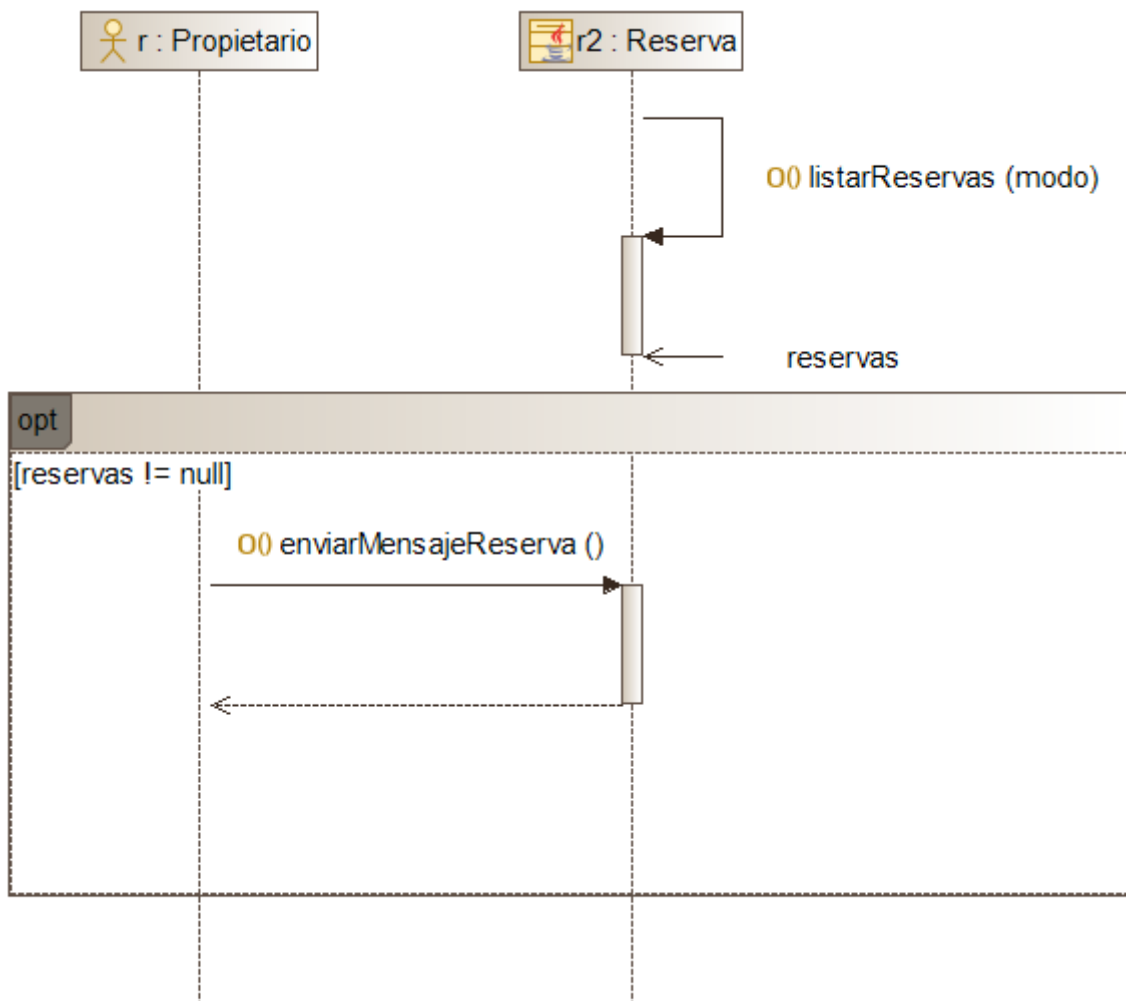 r : Propietario
r2 : Reserva
O() listarReservas (modo)
reservas
opt
[reservas != null]
O() enviarMensajeReserva ()